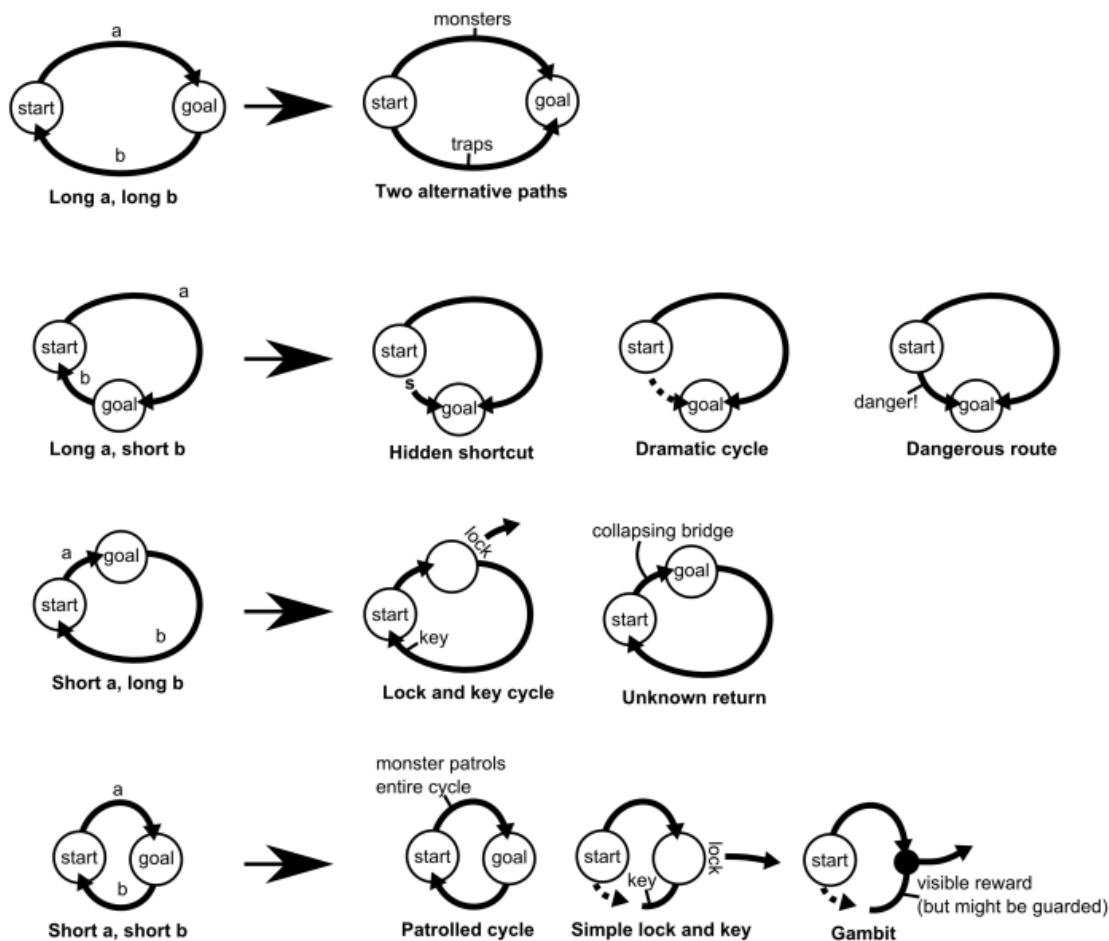 a
start
goal
b
Long a, long b
monsters
start
goal
traps
Two alternative paths
a
start
b
goal
Long a, short b
start
s
goal
Hidden shortcut
start
goal
Dramatic cycle
start
danger!
goal
Dangerous route
a
goal
start
b
Short a, long b
lock
start
key
Lock and key cycle
collapsing bridge
goal
start
Unknown return
a
start
goal
b
Short a, short b
monster patrols
entire cycle
start
goal
Patrolled cycle
start
lock
key
Simple lock and key
start
visible reward
(but might be guarded)
Gambit